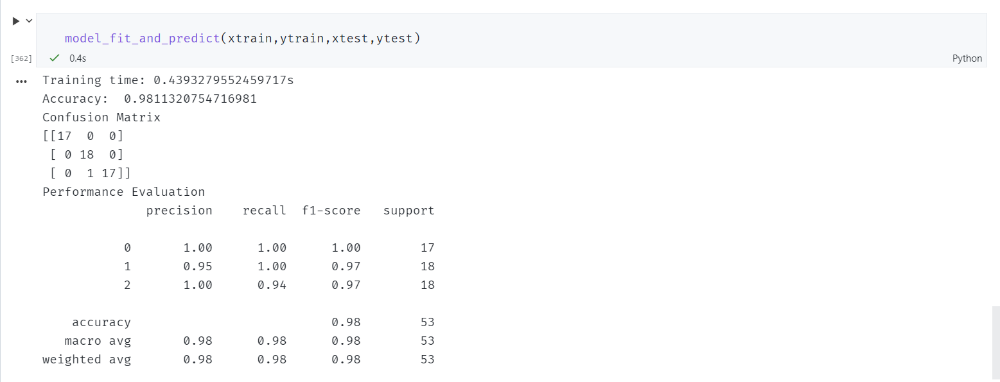 model_fit_and_predict(xtrain,ytrain,xtest,ytest)
[362] 0.4s Python
Training time: 0.4393279552459717s
Accuracy:  0.9811320754716981
Confusion Matrix
[[17  0  0]
 [ 0 18  0]
 [ 0  1 17]]
Performance Evaluation
              precision    recall  f1-score   support

           0       1.00      1.00      1.00        17
           1       0.95      1.00      0.97        18
           2       1.00      0.94      0.97        18

    accuracy                           0.98        53
   macro avg       0.98      0.98      0.98        53
weighted avg       0.98      0.98      0.98        53